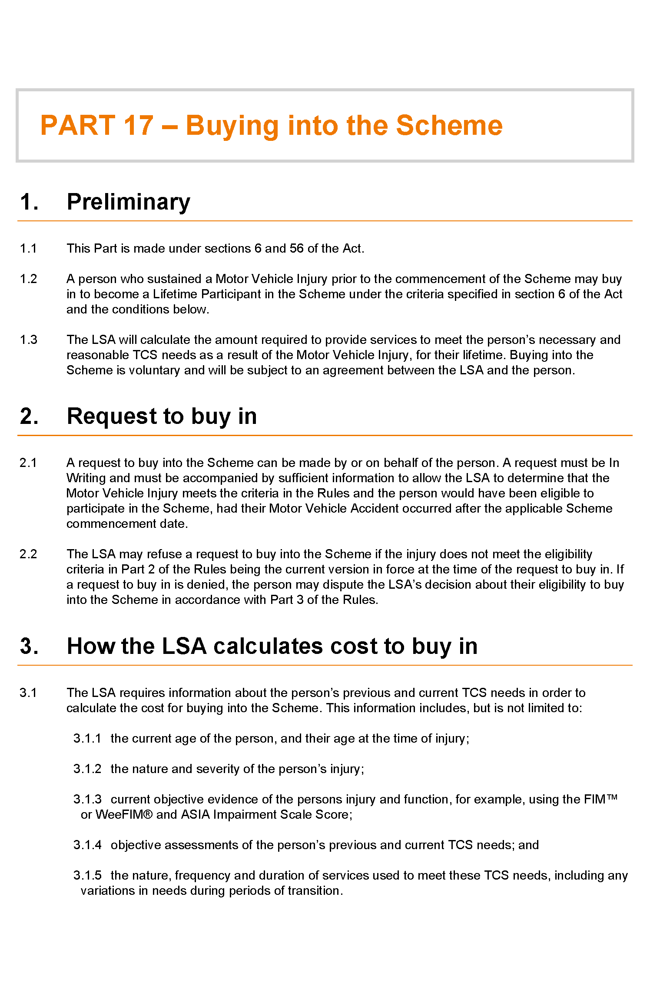 PART 17 – Buying into the Scheme
1. Preliminary
1.1 This Part is made under sections 6 and 56 of the Act.
1.2 A person who sustained a Motor Vehicle Injury prior to the commencement of the Scheme may buy
in to become a Lifetime Participant in the Scheme under the criteria specified in section 6 of the Act
and the conditions below.
1.3 The LSA will calculate the amount required to provide services to meet the person’s necessary and
reasonable TCS needs as a result of the Motor Vehicle Injury, for their lifetime. Buying into the
Scheme is voluntary and will be subject to an agreement between the LSA and the person.
2. Request to buy in
2.1 A request to buy into the Scheme can be made by or on behalf of the person. A request must be In
Writing and must be accompanied by sufficient information to allow the LSA to determine that the
Motor Vehicle Injury meets the criteria in the Rules and the person would have been eligible to
participate in the Scheme, had their Motor Vehicle Accident occurred after the applicable Scheme
commencement date.
2.2 The LSA may refuse a request to buy into the Scheme if the injury does not meet the eligibility
criteria in Part 2 of the Rules being the current version in force at the time of the request to buy in. If
a request to buy in is denied, the person may dispute the LSA’s decision about their eligibility to buy
into the Scheme in accordance with Part 3 of the Rules.
3. How the LSA calculates cost to buy in
3.1 The LSA requires information about the person’s previous and current TCS needs in order to
calculate the cost for buying into the Scheme. This information includes, but is not limited to:
3.1.1 the current age of the person, and their age at the time of injury;
3.1.2 the nature and severity of the person’s injury;
3.1.3 current objective evidence of the persons injury and function, for example, using the FIM™
or WeeFIM® and ASIA Impairment Scale Score;
3.1.4 objective assessments of the person’s previous and current TCS needs; and
3.1.5 the nature, frequency and duration of services used to meet these TCS needs, including any
variations in needs during periods of transition.